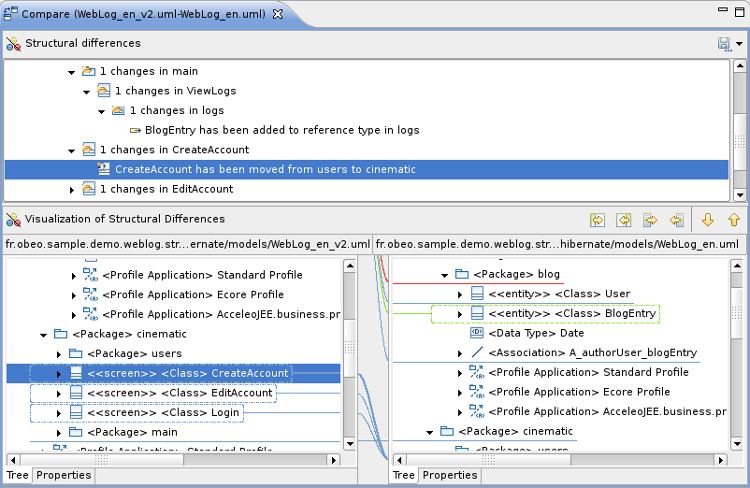 Compare (WebLog_en_v2.uml-WebLog_en.uml)
Structural differences
1 changes in main
1 changes in ViewLogs
1 changes in logs
BlogEntry has been added to reference type in logs
1 changes in CreateAccount
CreateAccount has been moved from users to cinematic
1 changes in EditAccount
Visualization of Structural Differences
fr.obeo.sample.demo.weblog.str...ernate/models/WebLog_en_v2.uml
<Profile Application> Standard Profile
<Profile Application> Ecore Profile
<Profile Application> AcceleoJEE.business.pr
<Package> cinematic
<Package> users
<<screen>> <Class> CreateAccount
<<screen>> <Class> EditAccount
<<screen>> <Class> Login
<Package> main
<Profile Application> Standard Profile
Tree Properties
fr.obeo.sample.demo.weblog.str...hibernate/models/WebLog_en.uml
<Package> blog
<<entity>> <Class> User
<<entity>> <Class> BlogEntry
<Data Type> Date
<Association> A_authorUser_blogEntry
<Profile Application> Standard Profile
<Profile Application> Ecore Profile
<Profile Application> AcceleoJEE.business.pr
<Package> cinematic
<Package> users
Tree Properties